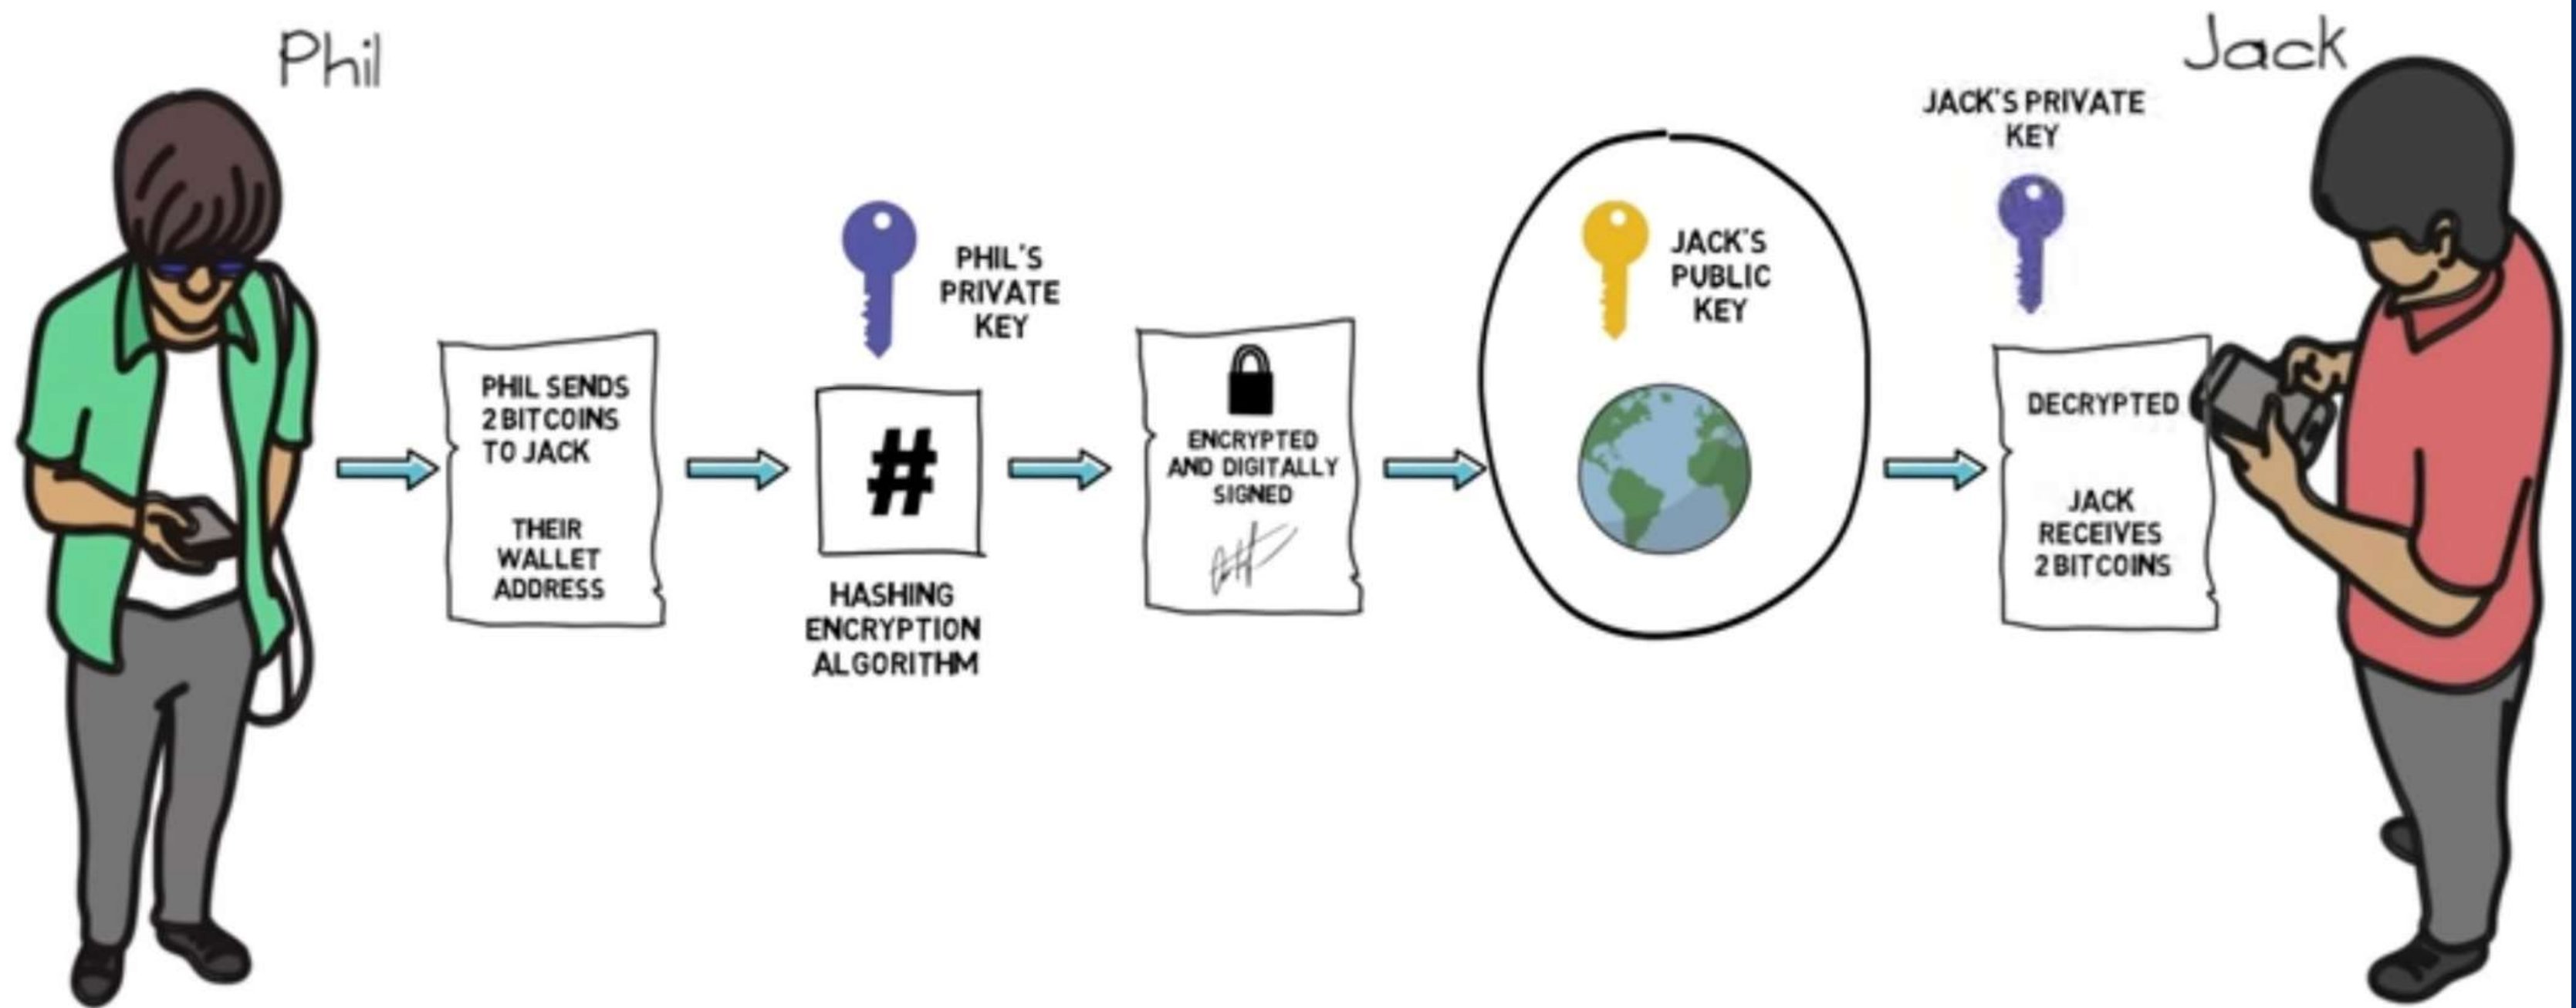 Phil
PHIL SENDS
2 BITCOINS
TO JACK
THEIR
WALLET
ADDRESS
PHIL'S
PRIVATE
KEY
#
HASHING
ENCRYPTION
ALGORITHM
ENCRYPTED
AND DIGITALLY
SIGNED
JACK'S
PUBLIC
KEY
Jack
JACK'S PRIVATE
KEY
DECRYPTED
JACK
RECEIVES
2 BITCOINS